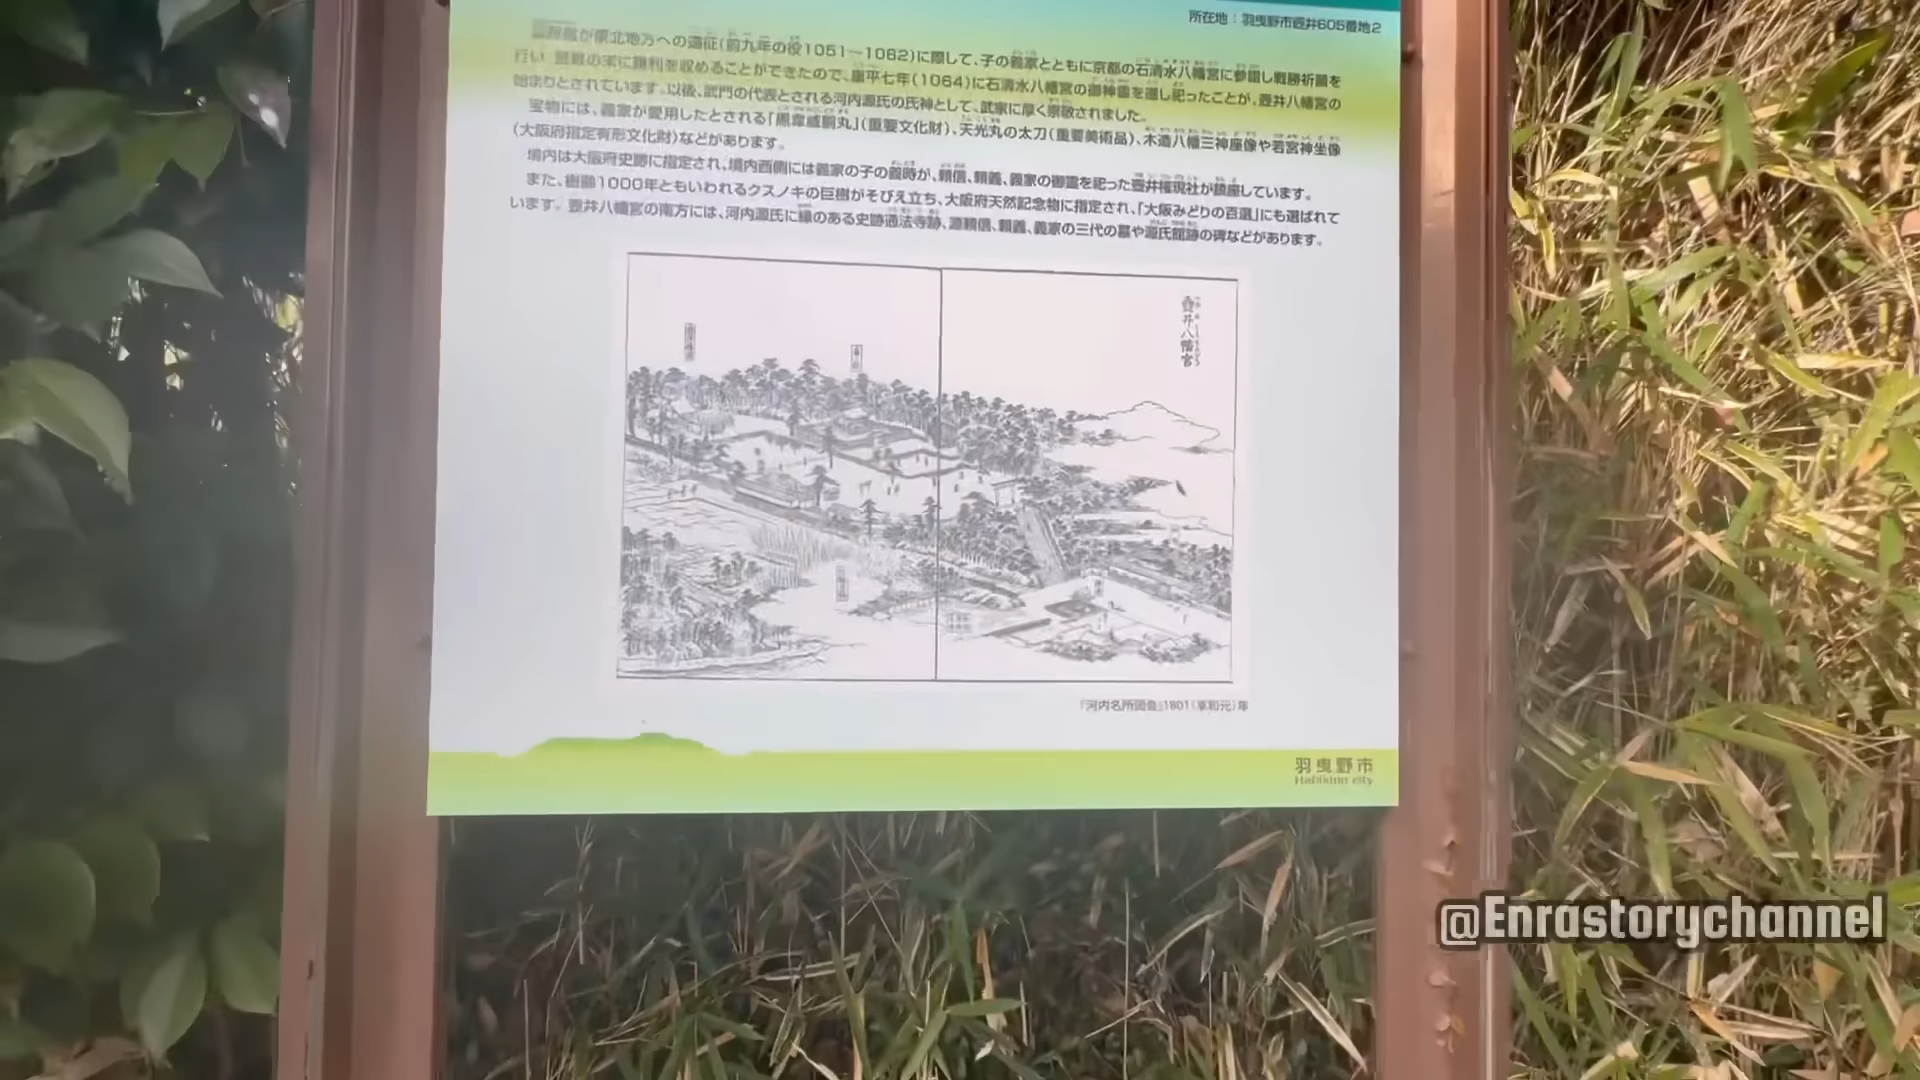 所在地：羽曳野市壺井605番地2
頼義が東北地方への遠征(前九年の役1051－1062)に際して、子の義家とともに京都の石清水八幡宮に参詣し戦勝祈願を
行い 苦戦の末に勝利を収めることができたので、康平七年(1064)に石清水八幡宮の御神霊を遷し祀ったことが、壺井八幡宮の
始まりとされています。以後、武門の代表とされる河内源氏の氏神として、武家に厚く崇敬されました。
宝物には、義家が愛用したとされる「黒韋威胴丸」(重要文化財)、天光丸の太刀(重要美術品)、木造八幡三神座像や若宮神坐像
(大阪府指定有形文化財)などがあります。
境内は大阪府史跡に指定され、境内西側には義家の子の義時が、頼信、頼義、義家の御霊を祀った壺井権現社が鎮座しています。
また、樹齢1000年ともいわれるクスノキの巨樹がそびえ立ち、大阪府天然記念物に指定され、「大阪みどりの百選」にも選ばれて
います。壺井八幡宮の南方には、河内源氏に縁のある史跡通法寺跡、源頼信、頼義、義家の三代の墓や源氏館跡の碑などがあります。
壺井八幡宮
『河内名所図会』1801(享和元)年
羽曳野市
Habikino city
@Enrastorychannel